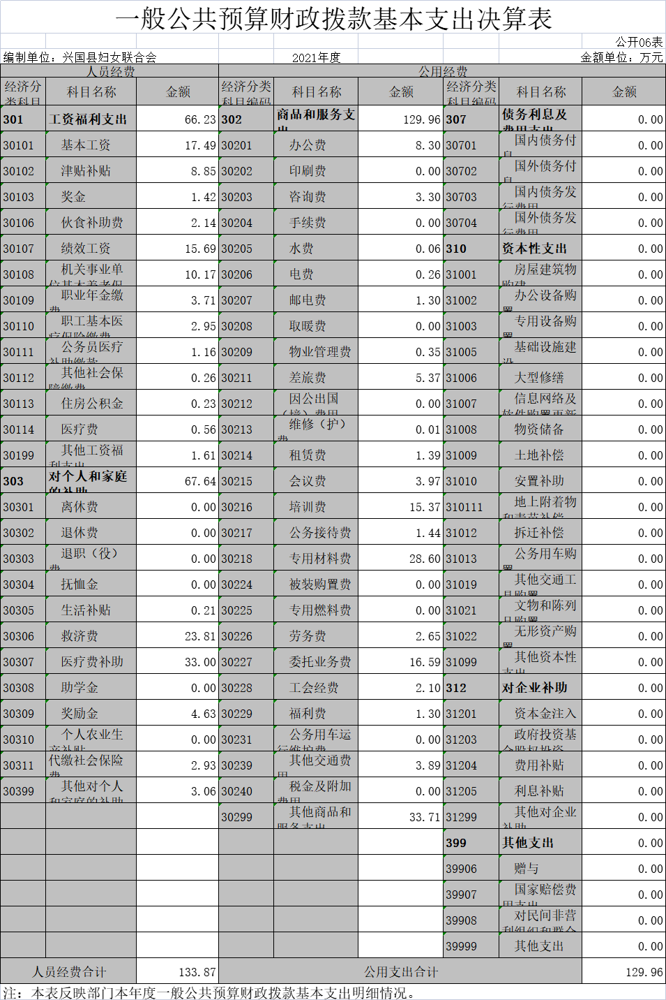 一般公共预算财政拨款基本支出决算表
公开06表
编制单位：兴国县妇女联合会 2021年度 金额单位：万元
人员经费 公用经费
经济分类科目 科目名称 金额 经济分类科目编码 科目名称 金额 经济分类科目编码 科目名称 金额
301 工资福利支出 66.23 302 商品和服务支出 129.96 307 债务利息及费用支出 0.00
30101 基本工资 17.49 30201 办公费 8.30 30701 国内债务付息 0.00
30102 津贴补贴 8.85 30202 印刷费 0.00 30702 国外债务付息 0.00
30103 奖金 1.42 30203 咨询费 3.30 30703 国内债务发行费用 0.00
30106 伙食补助费 2.14 30204 手续费 0.00 30704 国外债务发行费用 0.00
30107 绩效工资 15.69 30205 水费 0.06 310 资本性支出 0.00
30108 机关事业单位基本养老保 10.17 30206 电费 0.26 31001 房屋建筑物购建 0.00
30109 职业年金缴费 3.71 30207 邮电费 1.30 31002 办公设备购置 0.00
30110 职工基本医疗保险缴费 2.95 30208 取暖费 0.00 31003 专用设备购置 0.00
30111 公务员医疗补助缴款 1.16 30209 物业管理费 0.35 31005 基础设施建设 0.00
30112 其他社会保障缴费 0.26 30211 差旅费 5.37 31006 大型修缮 0.00
30113 住房公积金 0.23 30212 因公出国（境）费用 0.00 31007 信息网络及软件购置更新 0.00
30114 医疗费 0.56 30213 维修（护）费 0.01 31008 物资储备 0.00
30199 其他工资福利支出 1.61 30214 租赁费 1.39 31009 土地补偿 0.00
303 对个人和家庭的补助 67.64 30215 会议费 3.97 31010 安置补助 0.00
30301 离休费 0.00 30216 培训费 15.37 310111 地上附着物和青苗补偿 0.00
30302 退休费 0.00 30217 公务接待费 1.44 31012 拆迁补偿 0.00
30303 退职（役）费 0.00 30218 专用材料费 28.60 31013 公务用车购置 0.00
30304 抚恤金 0.00 30224 被装购置费 0.00 31019 其他交通工具购置 0.00
30305 生活补贴 0.21 30225 专用燃料费 0.00 31021 文物和陈列品购置 0.00
30306 救济费 23.81 30226 劳务费 2.65 31022 无形资产购置 0.00
30307 医疗费补助 33.00 30227 委托业务费 16.59 31099 其他资本性支出 0.00
30308 助学金 0.00 30228 工会经费 2.10 312 对企业补助 0.00
30309 奖励金 4.63 30229 福利费 1.30 31201 资本金注入 0.00
30310 个人农业生产补贴 0.00 30231 公务用车运行维护费 0.00 31203 政府投资基金股权投资 0.00
30311 代缴社会保险费 2.93 30239 其他交通费用 3.89 31204 费用补贴 0.00
30399 其他对个人和家庭的补助 3.06 30240 税金及附加费用 0.00 31205 利息补贴 0.00
30299 其他商品和服务支出 33.71 31299 其他对企业补助 0.00
399 其他支出 0.00
39906 赠与 0.00
39907 国家赔偿费用支出 0.00
39908 对民间非营利组织和群众 0.00
39999 其他支出 0.00
人员经费合计 133.87 公用支出合计 129.96
注：本表反映部门本年度一般公共预算财政拨款基本支出明细情况。